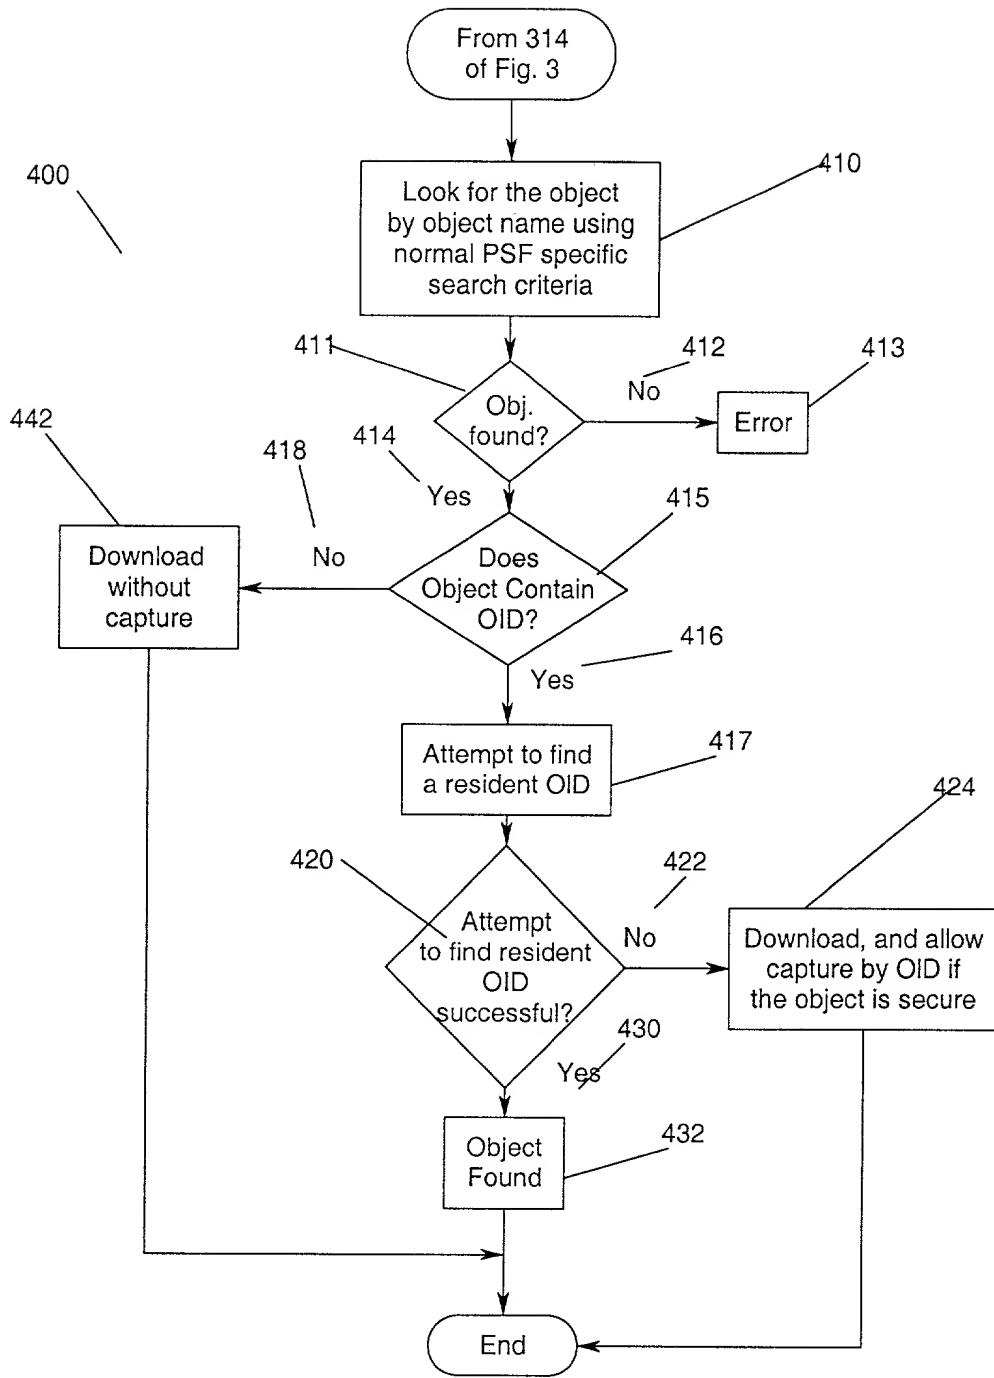 From 314
of Fig. 3
400
410
Look for the object
by object name using
normal PSF specific
search criteria
411
412
413
No
Obj.
found?
Error
442
414
418
Yes
415
Download
without
capture
No
Does
Object Contain
OID?
416
Yes
417
Attempt to find
a resident OID
424
420
422
Attempt
to find resident
OID
successful?
No
Download, and allow
capture by OID if
the object is secure
430
Yes
432
Object
Found
End